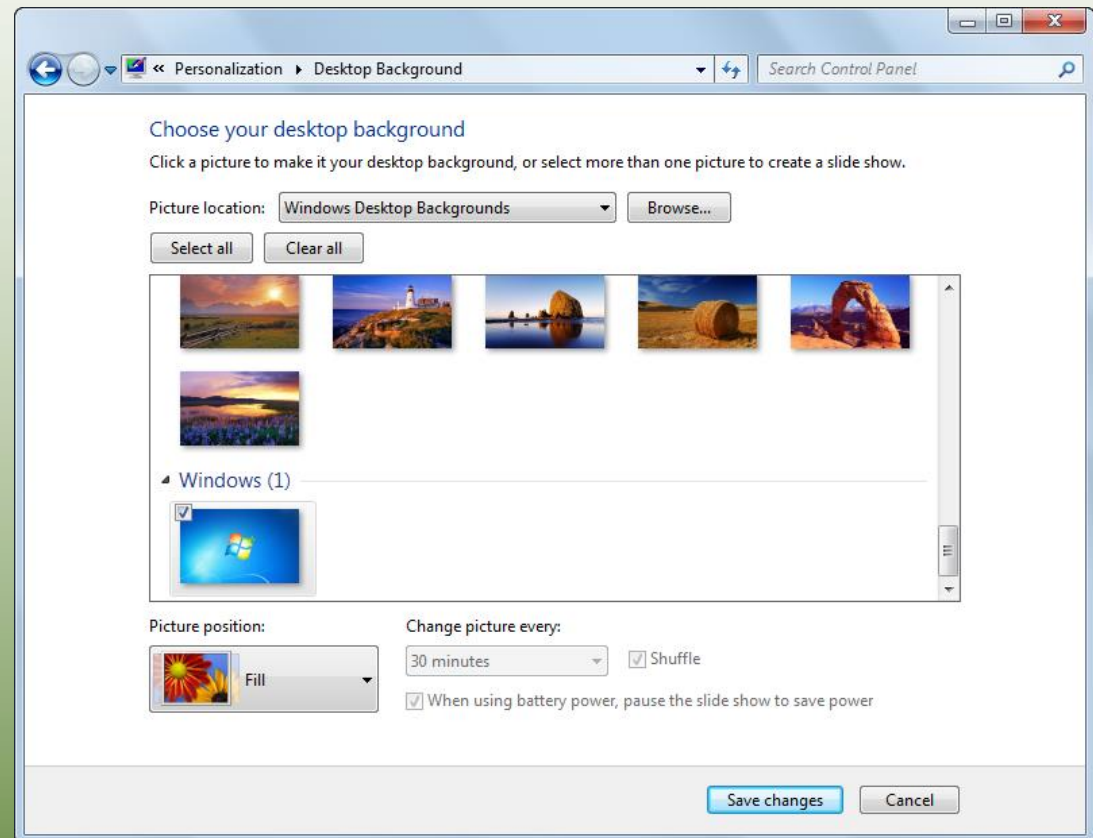 « Personalization ▸ Desktop Background
Search Control Panel
Choose your desktop background
Click a picture to make it your desktop background, or select more than one picture to create a slide show.
Picture location: Windows Desktop Backgrounds Browse...
Select all Clear all
Windows (1)
Picture position: Change picture every:
Fill 30 minutes Shuffle
When using battery power, pause the slide show to save power
Save changes Cancel